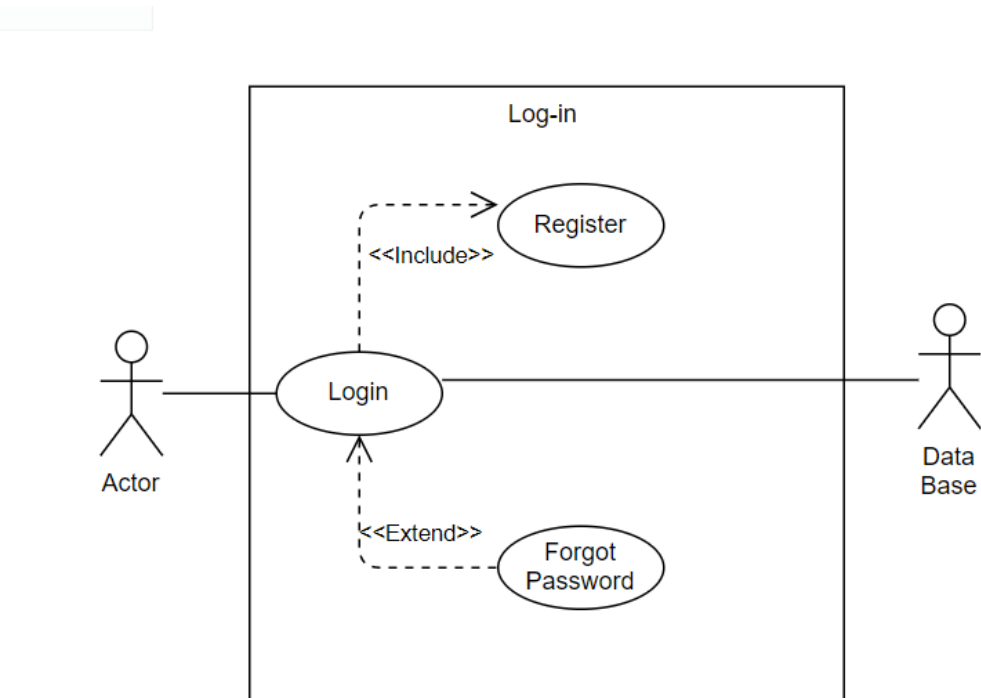 Log-in
Register
<<Include>>
Login
Actor
Data
Base
<<Extend>>
Forgot
Password